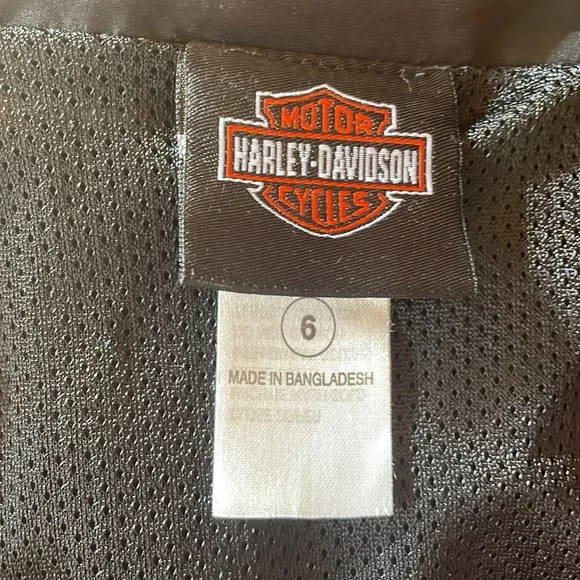 MOTOR
HARLEY-DAVIDSON
CYCLES
6
MADE IN BANGLADESH